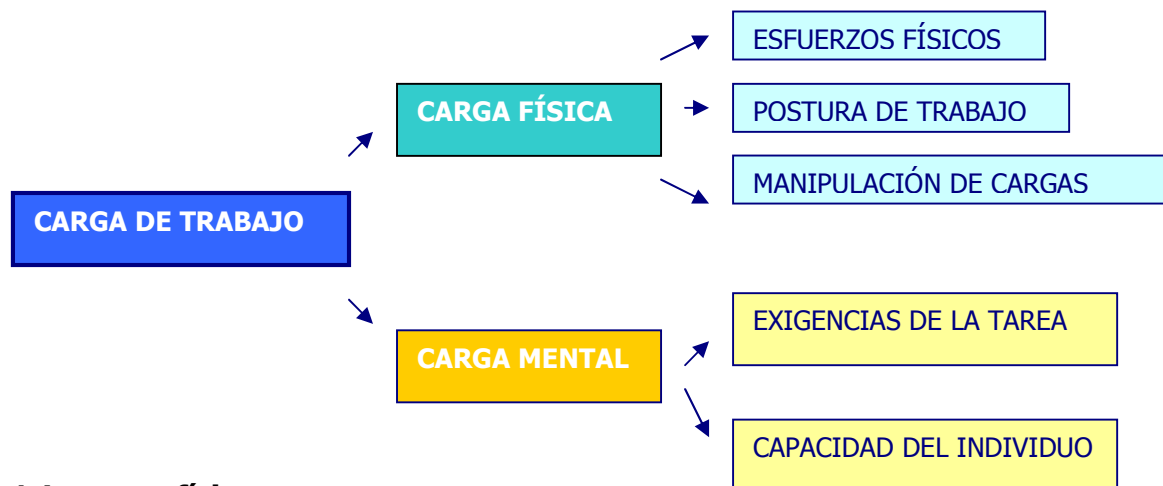 ESFUERZOS FÍSICOS
CARGA FÍSICA
POSTURA DE TRABAJO
MANIPULACIÓN DE CARGAS
CARGA DE TRABAJO
EXIGENCIAS DE LA TAREA
CARGA MENTAL
CAPACIDAD DEL INDIVIDUO